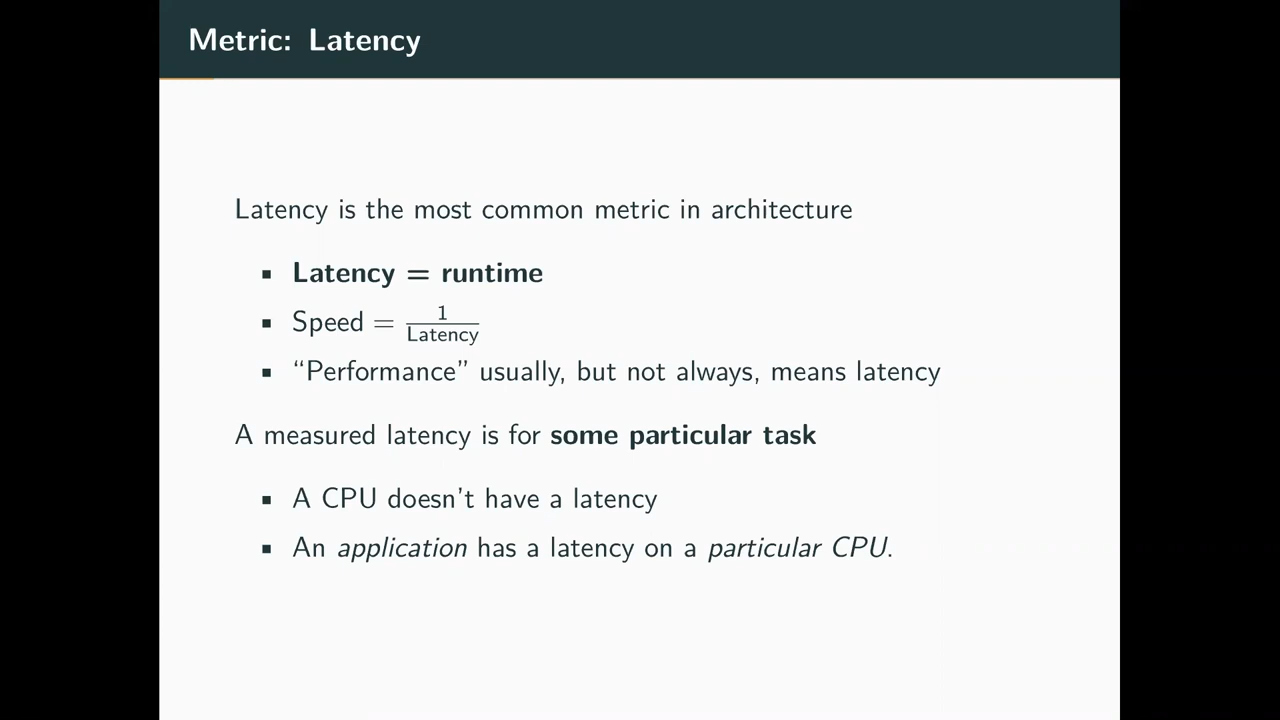 Metric: Latency
Latency is the most common metric in architecture
▪ Latency = runtime
▪ Speed = 1/Latency
▪ “Performance” usually, but not always, means latency
A measured latency is for some particular task
▪ A CPU doesn't have a latency
▪ An application has a latency on a particular CPU.